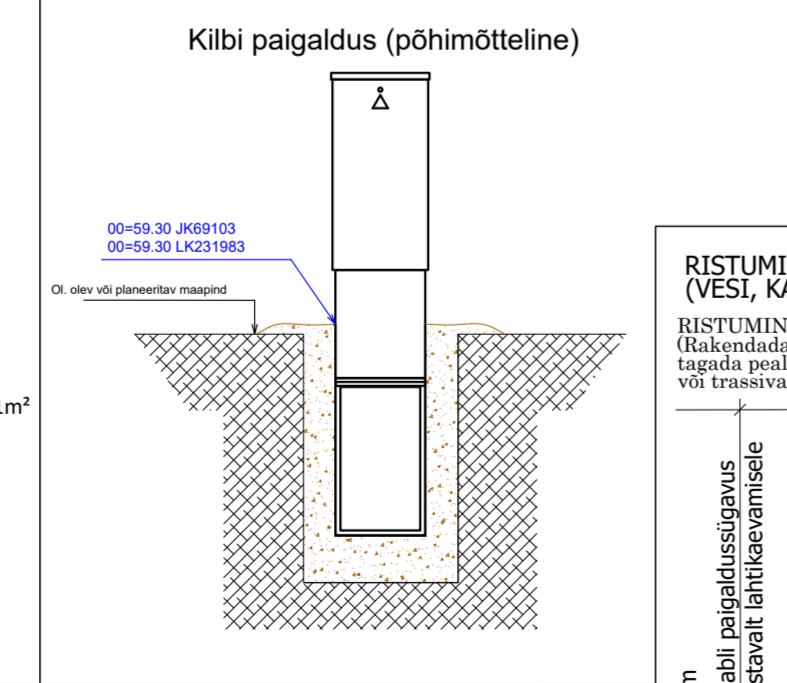 Kilbi paigaldus (põhimõtteline)
00=59.30 JK69103
00=59.30 LK231983
Ol. olev või planeeritav maapind
m²
RISTUMI
(VESI, KA
RISTUMIN
(Rakendada
tagada peal
või trassiva
abli paigaldussügavus
stavalt lahtikaevamisele
m